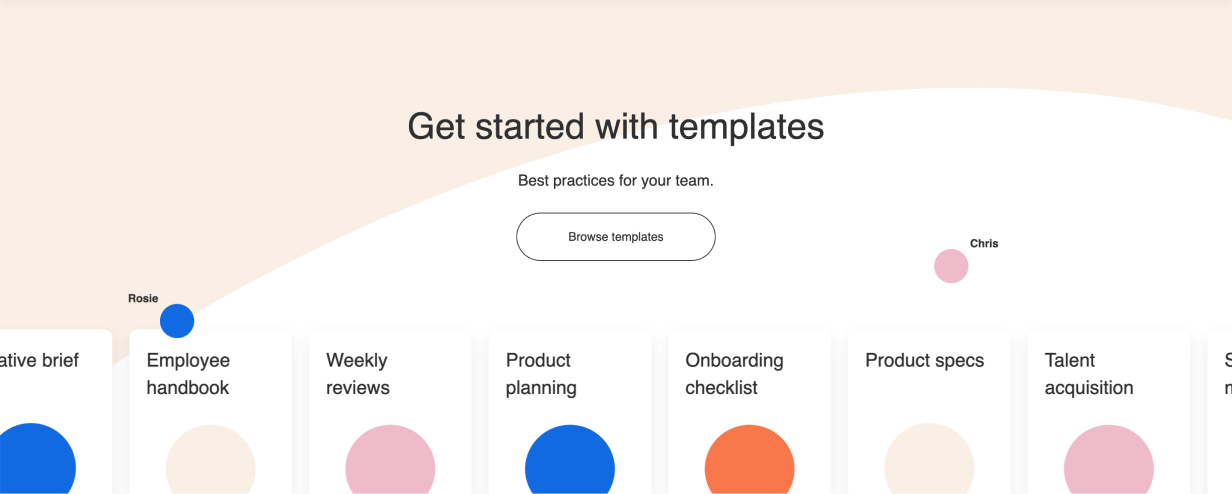 Get started with templates
Best practices for your team.
Browse templates
Chris
Rosie
ative brief
Employee
handbook
Weekly
reviews
Product
planning
Onboarding
checklist
Product specs
Talent
acquisition